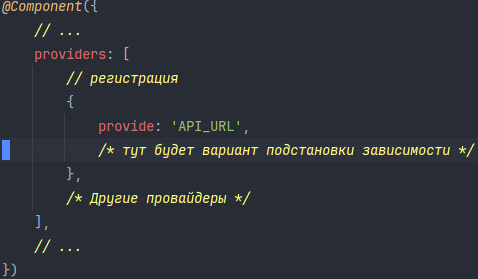 @Component({
// ...
providers: [
// регистрация
{
provide: 'API_URL',
/* тут будет вариант подстановки зависимости */
},
/* Другие провайдеры */
],
// ...
})